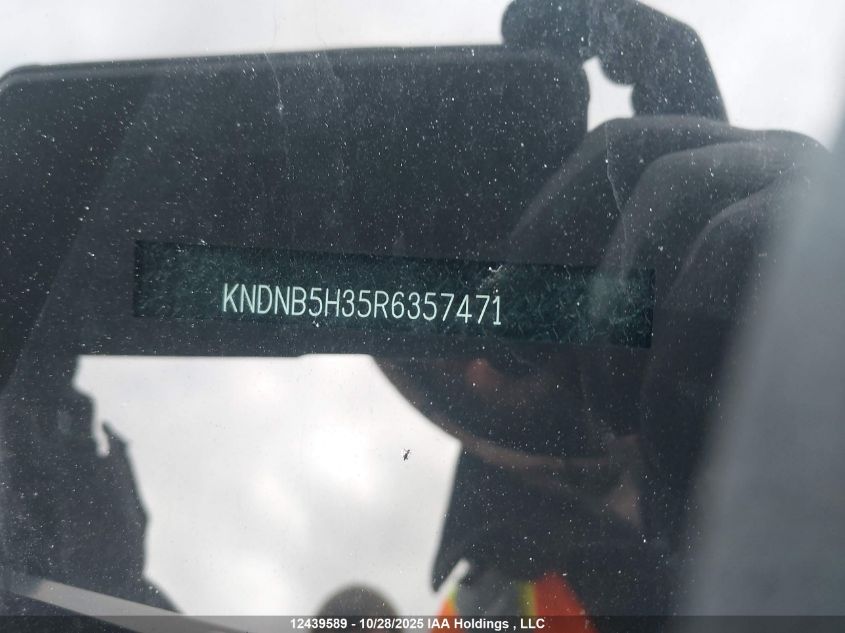 KNDNB5H35R6357471
12439589 - 10/28/2025 IAA Holdings , LLC